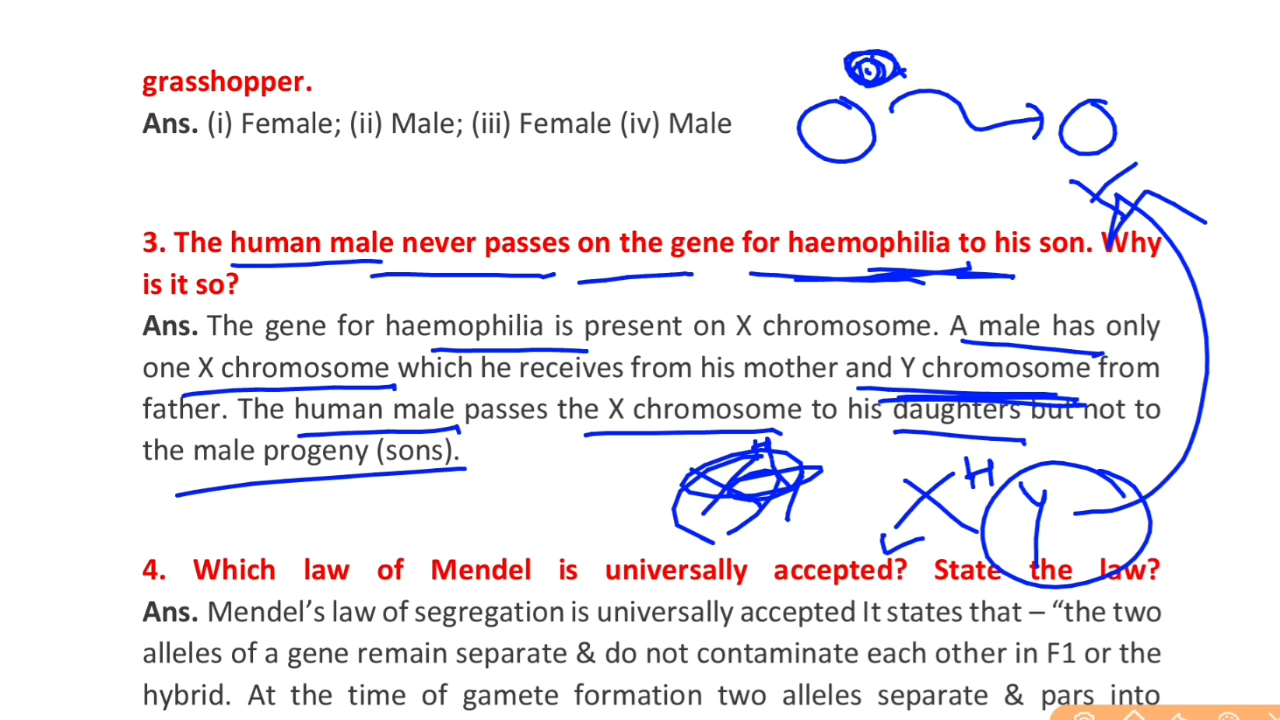 grasshopper.
Ans. (i) Female; (ii) Male; (iii) Female (iv) Male
3. The human male never passes on the gene for haemophilia to his son. Why
is it so?
Ans. The gene for haemophilia is present on X chromosome. A male has only
one X chromosome which he receives from his mother and Y chromosome from
father. The human male passes the X chromosome to his daughters but not to
the male progeny (sons).
X H Y
4. Which law of Mendel is universally accepted? State the law?
Ans. Mendel’s law of segregation is universally accepted It states that – “the two
alleles of a gene remain separate & do not contaminate each other in F1 or the
hybrid. At the time of gamete formation two alleles separate & pars into